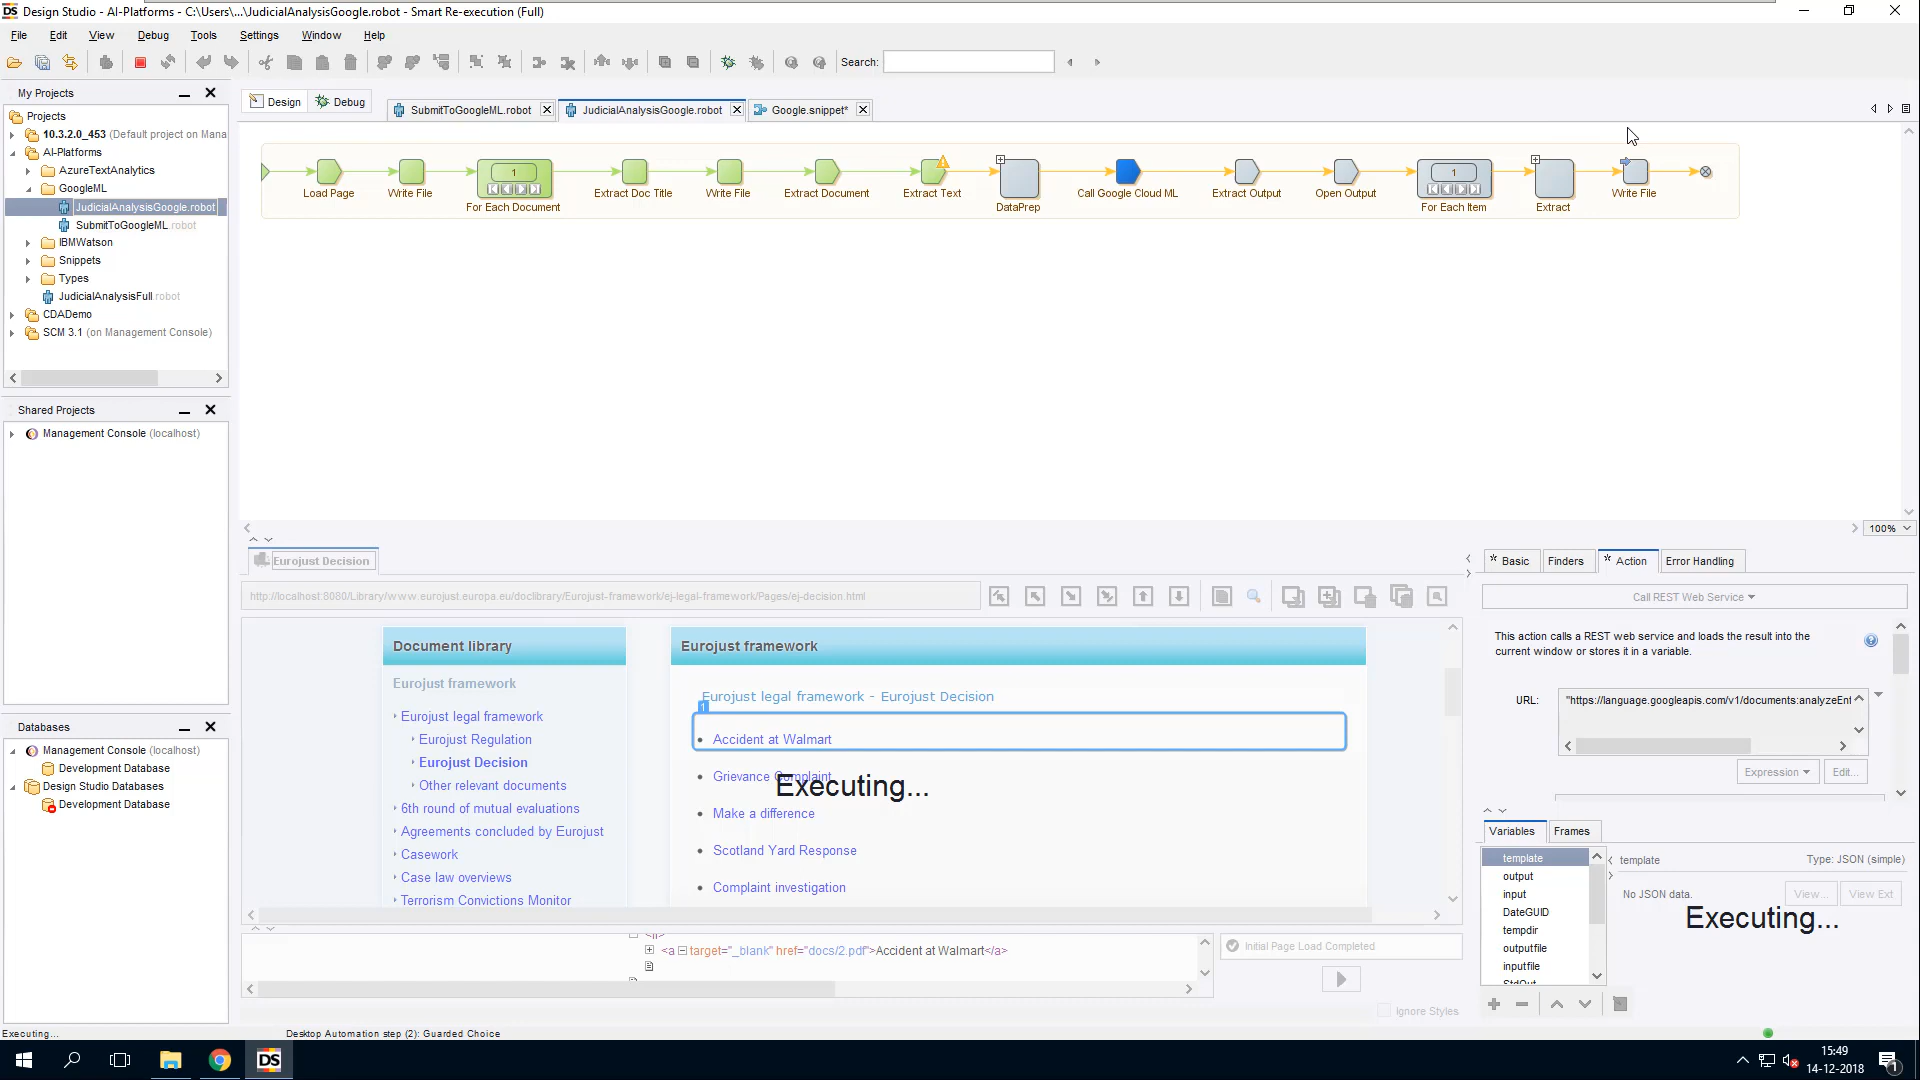 DS Design Studio - AI-Platforms - C:\Users\...\JudicialAnalysisGoogle.robot - Smart Re-execution (Full)
File Edit View Debug Tools Settings Window Help
Search:
My Projects
Projects
10.3.2.0_453 (Default project on Mana
AI-Platforms
AzureTextAnalytics
GoogleML
JudicialAnalysisGoogle.robot
SubmitToGoogleML.robot
IBMWatson
Snippets
Types
JudicialAnalysisFull.robot
CDADemo
SCM 3.1 (on Management Console)
Shared Projects
Management Console (localhost)
Databases
Management Console (localhost)
Development Database
Design Studio Databases
Development Database
Design Debug
SubmitToGoogleML.robot JudicialAnalysisGoogle.robot Google.snippet*
1 1
Load Page Write File For Each Document Extract Doc Title Write File Extract Document Extract Text DataPrep Call Google Cloud ML Extract Output Open Output For Each Item Extract Write File
100%
Eurojust Decision
http://localhost:8080/Library/www.eurojust.europa.eu/doclibrary/Eurojust-framework/ej-legal-framework/Pages/ej-decision.html
Document library
Eurojust framework
Eurojust legal framework
Eurojust Regulation
Eurojust Decision
Other relevant documents
6th round of mutual evaluations
Agreements concluded by Eurojust
Casework
Case law overviews
Terrorism Convictions Monitor
Eurojust framework
Eurojust legal framework - Eurojust Decision
1
Accident at Walmart
Grievance Complaint
Executing...
Make a difference
Scotland Yard Response
Complaint investigation
<a target="_blank" href="docs/2.pdf">Accident at Walmart</a>
Initial Page Load Completed
Ignore Styles
Basic Finders Action Error Handling
Call REST Web Service
This action calls a REST web service and loads the result into the
current window or stores it in a variable.
URL: "https://language.googleapis.com/v1/documents:analyzeEnt
Expression Edit...
Variables Frames
template
output
input
DateGUID
tempdir
outputfile
inputfile
StdOut
template Type: JSON (simple)
No JSON data. View... View Ext
Executing...
Executing... Desktop Automation step (2): Guarded Choice
DS
15:49
14-12-2018
1